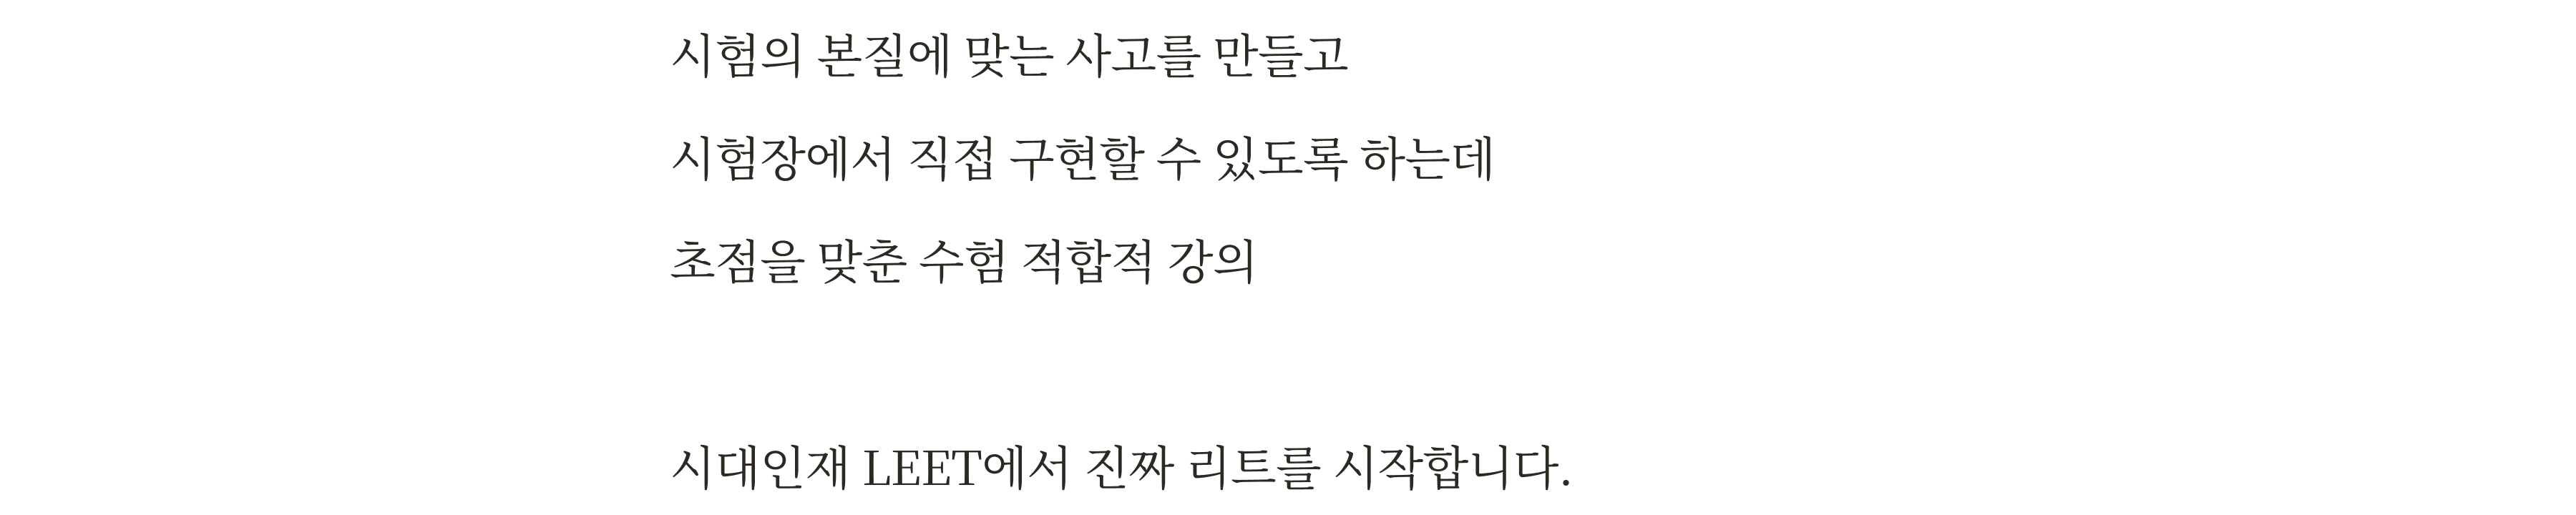 시험의 본질에 맞는 사고를 만들고
시험장에서 직접 구현할 수 있도록 하는데
초점을 맞춘 수험 적합적 강의
시대인재 LEET에서 진짜 리트를 시작합니다.